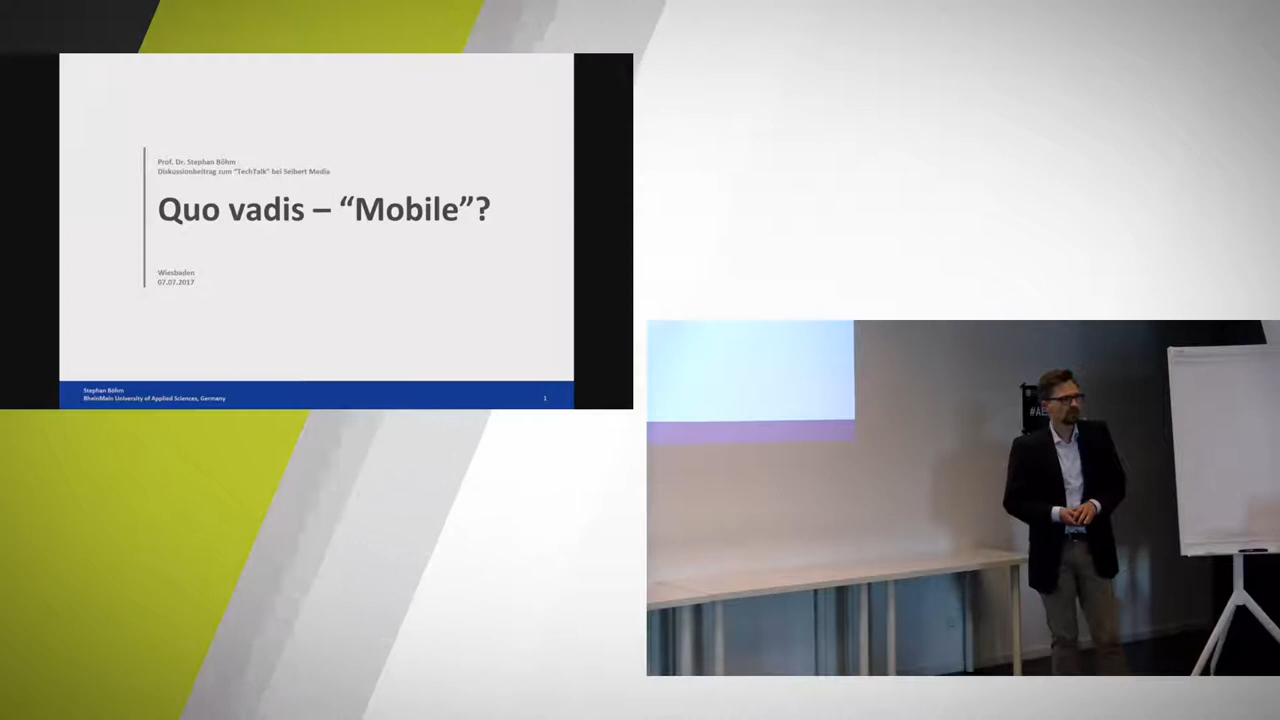 Prof. Dr. Stephan Böhm
Diskussionbeitrag zum "TechTalk" bei Seibert Media
Quo vadis – “Mobile”?
Wiesbaden
07.07.2017
Stephan Böhm
RheinMain University of Applied Sciences, Germany
1